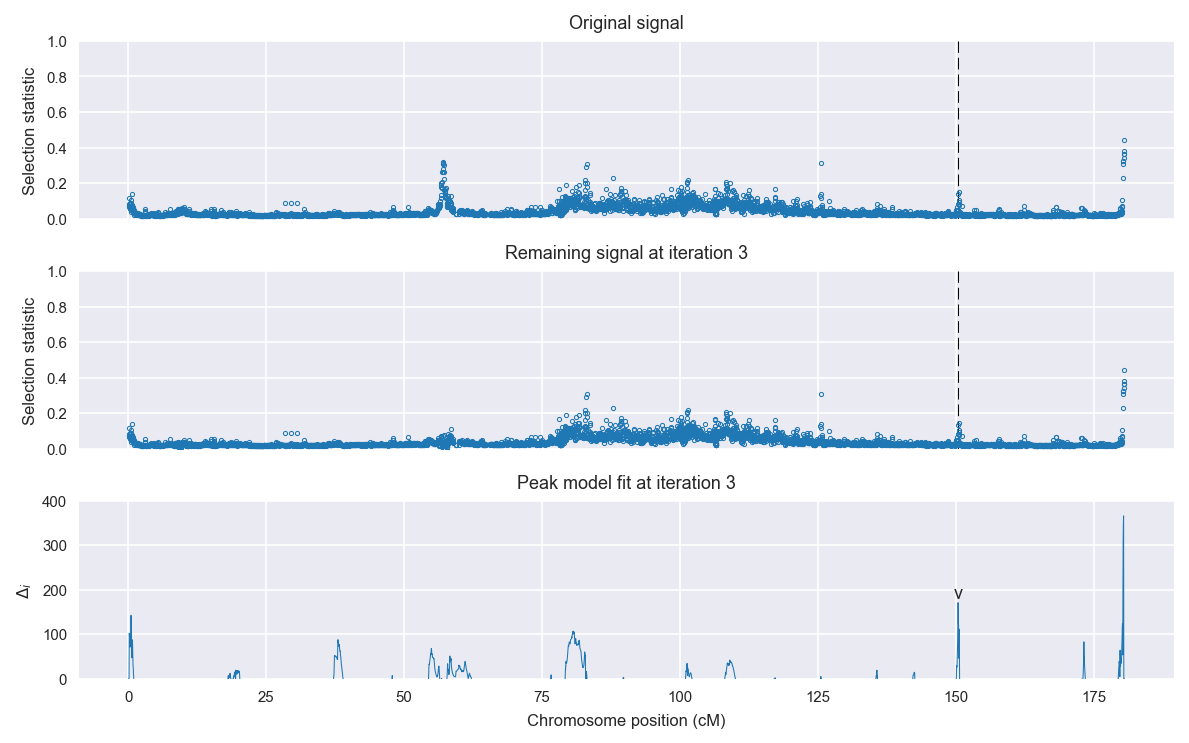 Original signal
1.0
0.8
0.6
0.4
0.2
0.0
Selection statistic
Remaining signal at iteration 3
1.0
0.8
0.6
0.4
0.2
0.0
Selection statistic
Peak model fit at iteration 3
400
300
200
100
0
Δi
v
0 25 50 75 100 125 150 175
Chromosome position (cM)